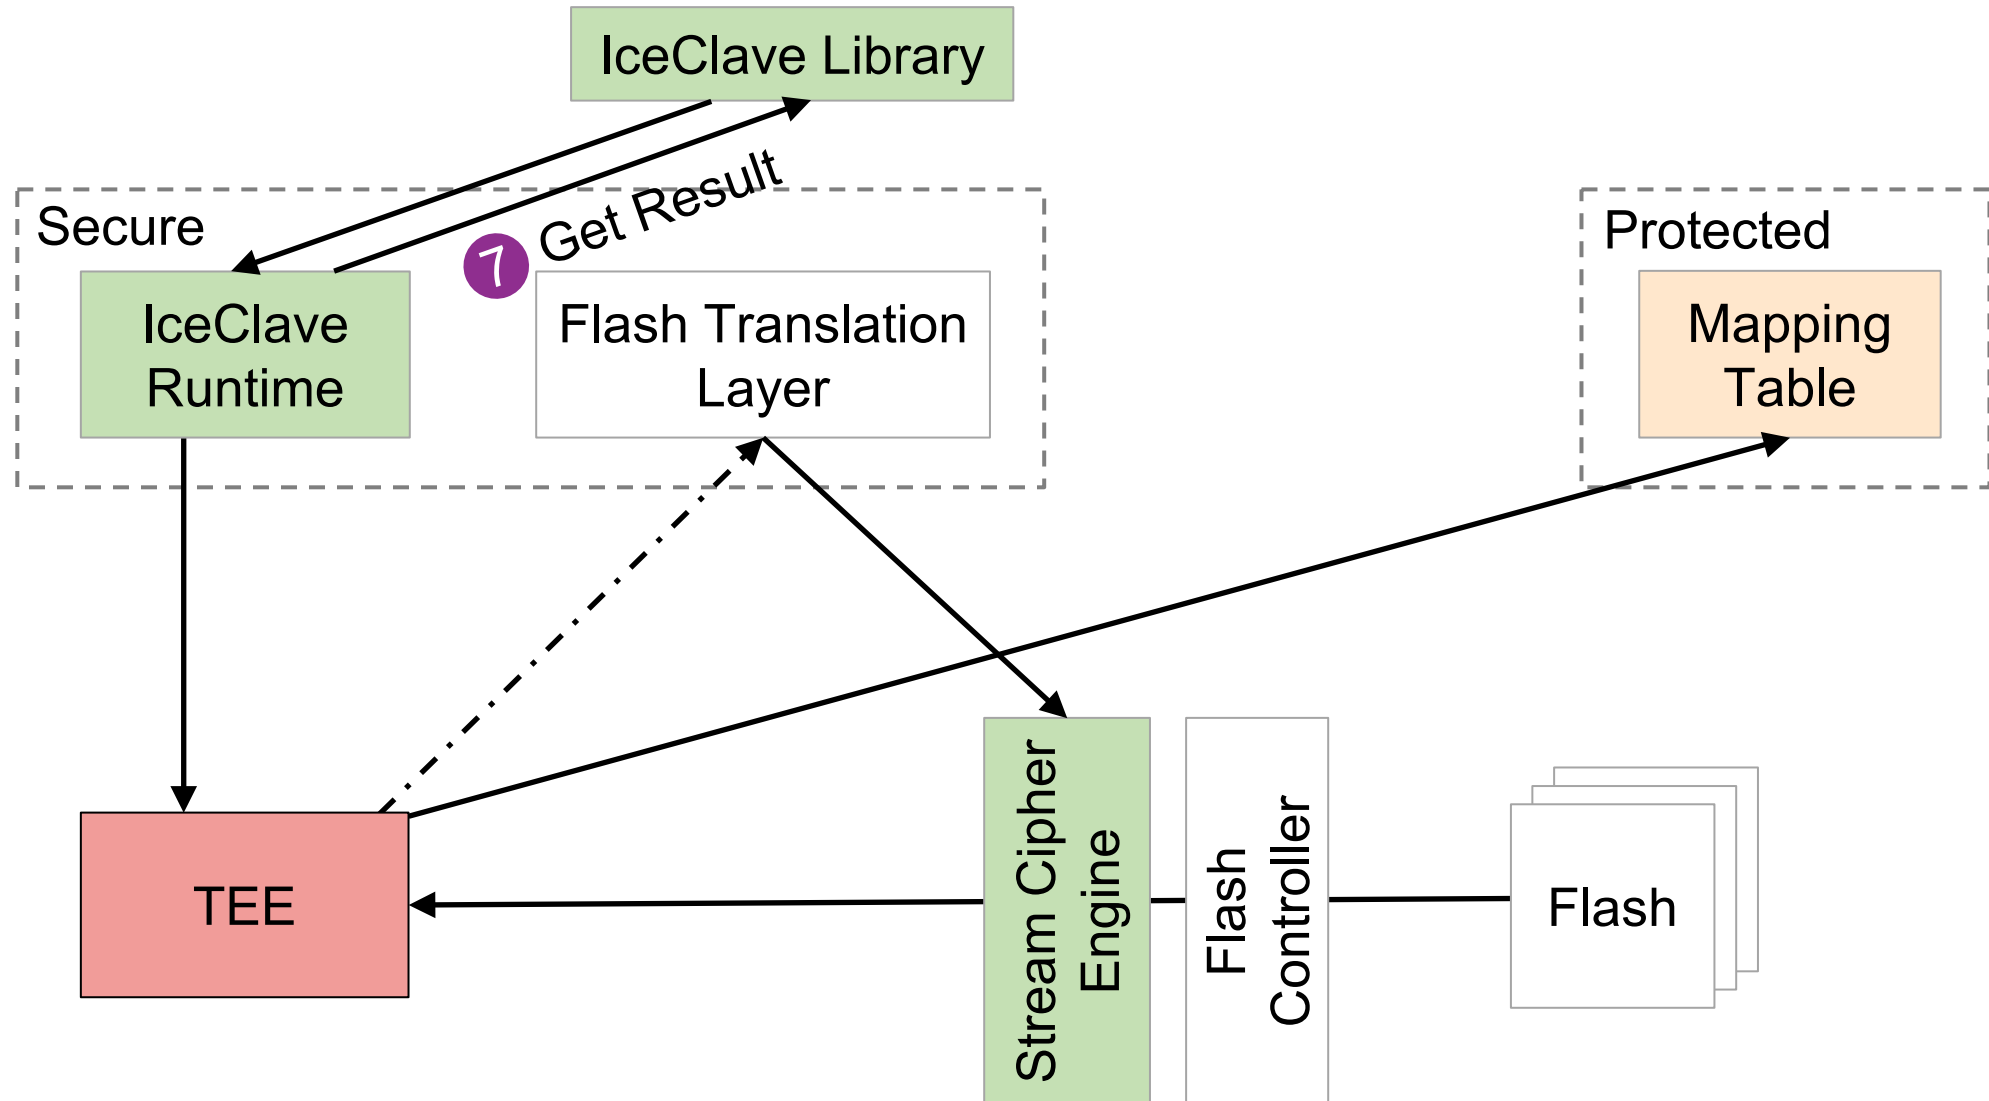 IceClave Library
7 Get Result
Secure
Protected
IceClave
Runtime
Flash Translation
Layer
Mapping
Table
TEE
Stream Cipher
Engine
Flash
Controller
Flash